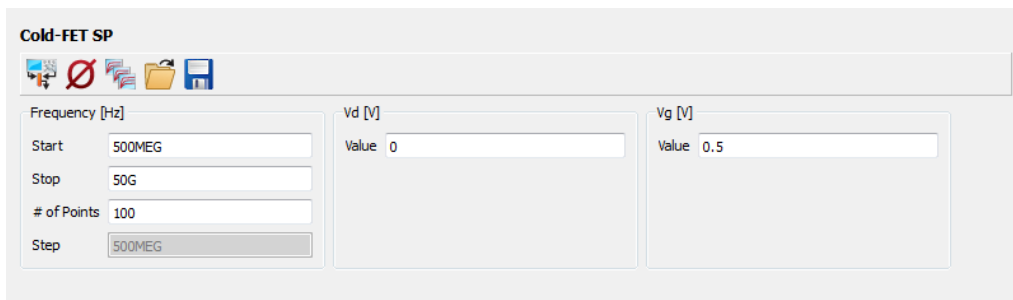 Cold-FET SP
Frequency [Hz]
Start 500MEG
Stop 50G
# of Points 100
Step 500MEG
Vd [V]
Value 0
Vg [V]
Value 0.5